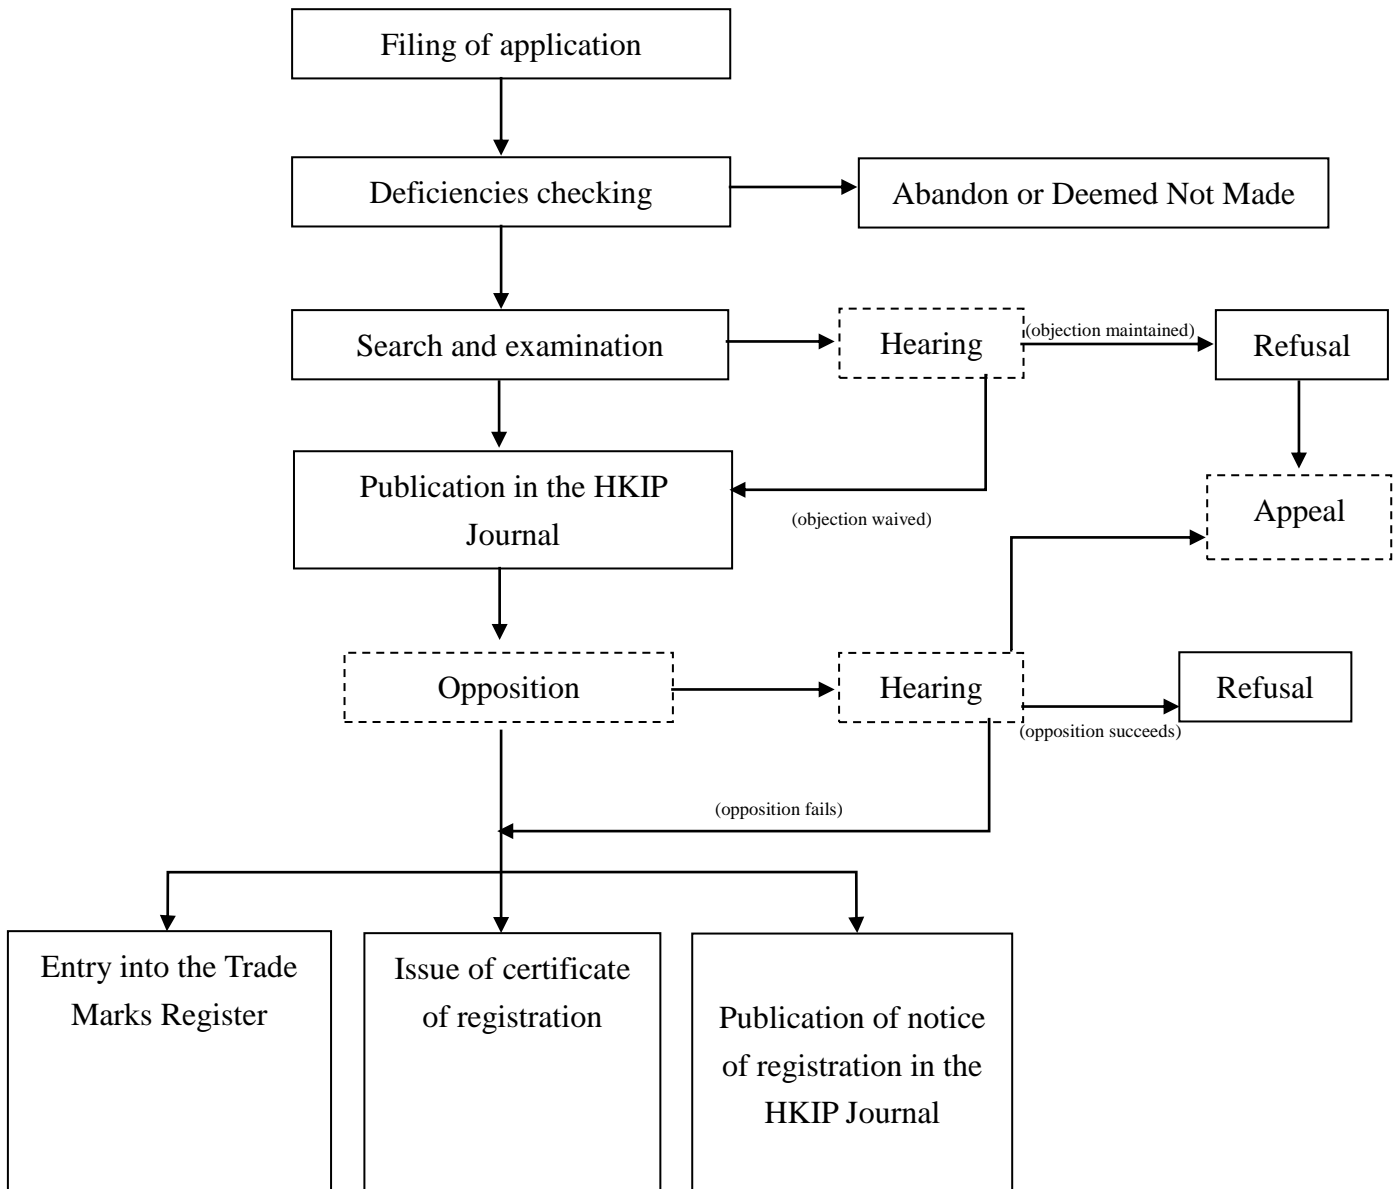 Filing of application
Deficiencies checking
Abandon or Deemed Not Made
Search and examination
Hearing
(objection maintained)
Refusal
Publication in the HKIP
Journal
(objection waived)
Appeal
Opposition
Hearing
Refusal
(opposition succeeds)
(opposition fails)
Entry into the Trade
Marks Register
Issue of certificate
of registration
Publication of notice
of registration in the
HKIP Journal